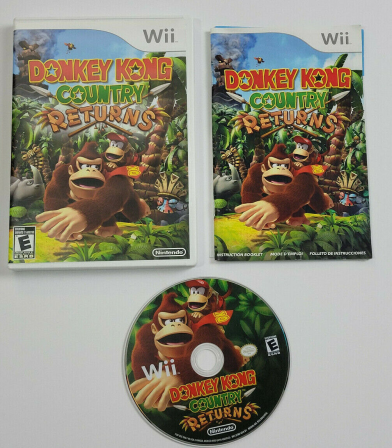 Wii
DONKEY KONG
COUNTRY
RETURNS
E
Nintendo
Wii
DONKEY KONG
COUNTRY
RETURNS
INSTRUCTION BOOKLET MODE D'EMPLOI FOLLETO DE INSTRUCCIONES
Wii
E
DONKEY KONG
COUNTRY
RETURNS
Nintendo